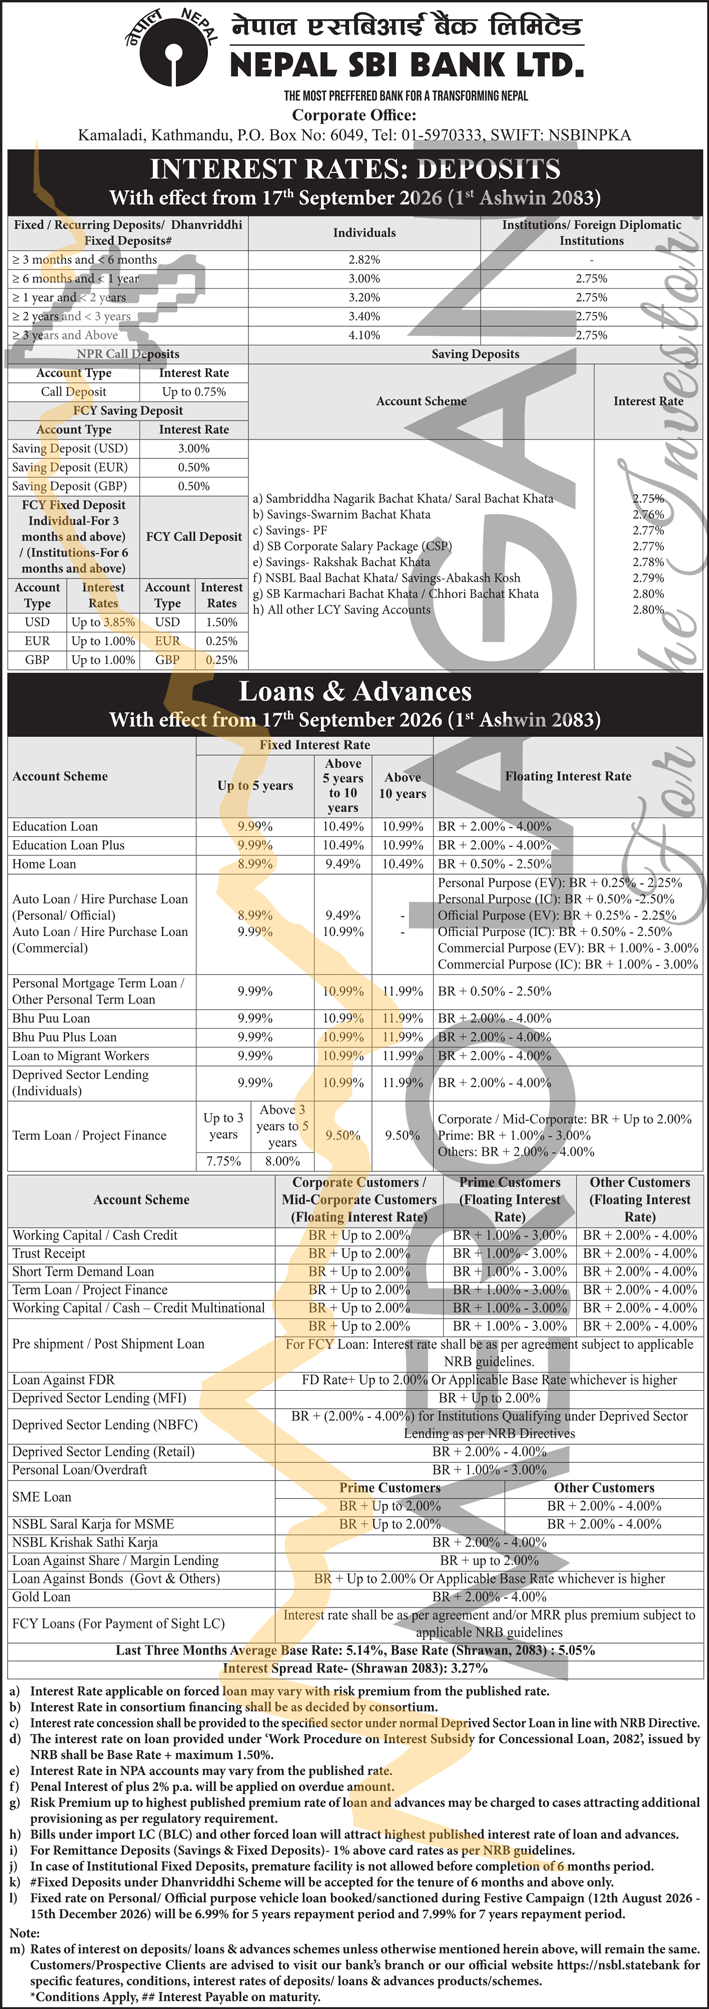 नेपाल NEPAL
नेपाल एसबिआई बैंक लिमिटेड
NEPAL SBI BANK LTD.
THE MOST PREFFERED BANK FOR A TRANSFORMING NEPAL
Corporate Office:
Kamaladi, Kathmandu, P.O. Box No: 6049, Tel: 01-5970333, SWIFT: NSBINPKA
INTEREST RATES: DEPOSITS
With effect from 17th September 2026 (1st Ashwin 2083)
Fixed / Recurring Deposits/ Dhanvriddhi Fixed Deposits# Individuals Institutions/ Foreign Diplomatic Institutions
≥ 3 months and < 6 months 2.82% -
≥ 6 months and < 1 year 3.00% 2.75%
≥ 1 year and < 2 years 3.20% 2.75%
≥ 2 years and < 3 years 3.40% 2.75%
≥ 3 years and Above 4.10% 2.75%
NPR Call Deposits
Account Type Interest Rate
Call Deposit Up to 0.75%
FCY Saving Deposit
Account Type Interest Rate
Saving Deposit (USD) 3.00%
Saving Deposit (EUR) 0.50%
Saving Deposit (GBP) 0.50%
FCY Fixed Deposit
Individual-For 3
months and above)
/ (Institutions-For 6
months and above)
FCY Call Deposit
Account Type Interest Rates Account Type Interest Rates
USD Up to 3.85% USD 1.50%
EUR Up to 1.00% EUR 0.25%
GBP Up to 1.00% GBP 0.25%
Saving Deposits
Account Scheme Interest Rate
a) Sambriddha Nagarik Bachat Khata/ Saral Bachat Khata 2.75%
b) Savings-Swarnim Bachat Khata 2.76%
c) Savings- PF 2.77%
d) SB Corporate Salary Package (CSP) 2.77%
e) Savings- Rakshak Bachat Khata 2.78%
f) NSBL Baal Bachat Khata/ Savings-Abakash Kosh 2.79%
g) SB Karmachari Bachat Khata / Chhori Bachat Khata 2.80%
h) All other LCY Saving Accounts 2.80%
Loans & Advances
With effect from 17th September 2026 (1st Ashwin 2083)
Account Scheme Fixed Interest Rate Floating Interest Rate
Up to 5 years Above 5 years to 10 years Above 10 years
Education Loan 9.99% 10.49% 10.99% BR + 2.00% - 4.00%
Education Loan Plus 9.99% 10.49% 10.99% BR + 2.00% - 4.00%
Home Loan 8.99% 9.49% 10.49% BR + 0.50% - 2.50%
Auto Loan / Hire Purchase Loan
(Personal/ Official) 8.99% 9.49% -
Auto Loan / Hire Purchase Loan 9.99% 10.99% -
(Commercial)
Personal Purpose (EV): BR + 0.25% - 2.25%
Personal Purpose (IC): BR + 0.50% -2.50%
Official Purpose (EV): BR + 0.25% - 2.25%
Official Purpose (IC): BR + 0.50% - 2.50%
Commercial Purpose (EV): BR + 1.00% - 3.00%
Commercial Purpose (IC): BR + 1.00% - 3.00%
Personal Mortgage Term Loan /
Other Personal Term Loan 9.99% 10.99% 11.99% BR + 0.50% - 2.50%
Bhu Puu Loan 9.99% 10.99% 11.99% BR + 2.00% - 4.00%
Bhu Puu Plus Loan 9.99% 10.99% 11.99% BR + 2.00% - 4.00%
Loan to Migrant Workers 9.99% 10.99% 11.99% BR + 2.00% - 4.00%
Deprived Sector Lending
(Individuals) 9.99% 10.99% 11.99% BR + 2.00% - 4.00%
Term Loan / Project Finance Up to 3 years Above 3 years to 5 years 9.50% 9.50%
7.75% 8.00%
Corporate / Mid-Corporate: BR + Up to 2.00%
Prime: BR + 1.00% - 3.00%
Others: BR + 2.00% - 4.00%
Account Scheme Corporate Customers / Mid-Corporate Customers (Floating Interest Rate) Prime Customers (Floating Interest Rate) Other Customers (Floating Interest Rate)
Working Capital / Cash Credit BR + Up to 2.00% BR + 1.00% - 3.00% BR + 2.00% - 4.00%
Trust Receipt BR + Up to 2.00% BR + 1.00% - 3.00% BR + 2.00% - 4.00%
Short Term Demand Loan BR + Up to 2.00% BR + 1.00% - 3.00% BR + 2.00% - 4.00%
Term Loan / Project Finance BR + Up to 2.00% BR + 1.00% - 3.00% BR + 2.00% - 4.00%
Working Capital / Cash – Credit Multinational BR + Up to 2.00% BR + 1.00% - 3.00% BR + 2.00% - 4.00%
Pre shipment / Post Shipment Loan BR + Up to 2.00% BR + 1.00% - 3.00% BR + 2.00% - 4.00%
For FCY Loan: Interest rate shall be as per agreement subject to applicable
NRB guidelines.
Loan Against FDR FD Rate+ Up to 2.00% Or Applicable Base Rate whichever is higher
Deprived Sector Lending (MFI) BR + Up to 2.00%
Deprived Sector Lending (NBFC) BR + (2.00% - 4.00%) for Institutions Qualifying under Deprived Sector
Lending as per NRB Directives
Deprived Sector Lending (Retail) BR + 2.00% - 4.00%
Personal Loan/Overdraft BR + 1.00% - 3.00%
SME Loan Prime Customers Other Customers
BR + Up to 2.00% BR + 2.00% - 4.00%
NSBL Saral Karja for MSME BR + Up to 2.00% BR + 2.00% - 4.00%
NSBL Krishak Sathi Karja BR + 2.00% - 4.00%
Loan Against Share / Margin Lending BR + up to 2.00%
Loan Against Bonds (Govt & Others) BR + Up to 2.00% Or Applicable Base Rate whichever is higher
Gold Loan BR + 2.00% - 4.00%
FCY Loans (For Payment of Sight LC) Interest rate shall be as per agreement and/or MRR plus premium subject to
applicable NRB guidelines
Last Three Months Average Base Rate: 5.14%, Base Rate (Shrawan, 2083) : 5.05%
Interest Spread Rate- (Shrawan 2083): 3.27%
a) Interest Rate applicable on forced loan may vary with risk premium from the published rate.
b) Interest Rate in consortium financing shall be as decided by consortium.
c) Interest rate concession shall be provided to the specified sector under normal Deprived Sector Loan in line with NRB Directive.
d) The interest rate on loan provided under ‘Work Procedure on Interest Subsidy for Concessional Loan, 2082’, issued by
NRB shall be Base Rate + maximum 1.50%.
e) Interest Rate in NPA accounts may vary from the published rate.
f) Penal Interest of plus 2% p.a. will be applied on overdue amount.
g) Risk Premium up to highest published premium rate of loan and advances may be charged to cases attracting additional
provisioning as per regulatory requirement.
h) Bills under import LC (BLC) and other forced loan will attract highest published interest rate of loan and advances.
i) For Remittance Deposits (Savings & Fixed Deposits)- 1% above card rates as per NRB guidelines.
j) In case of Institutional Fixed Deposits, premature facility is not allowed before completion of 6 months period.
k) #Fixed Deposits under Dhanvriddhi Scheme will be accepted for the tenure of 6 months and above only.
l) Fixed rate on Personal/ Official purpose vehicle loan booked/sanctioned during Festive Campaign (12th August 2026 -
15th December 2026) will be 6.99% for 5 years repayment period and 7.99% for 7 years repayment period.
Note:
m) Rates of interest on deposits/ loans & advances schemes unless otherwise mentioned herein above, will remain the same.
Customers/Prospective Clients are advised to visit our bank's branch or our official website https://nsbl.statebank for
specific features, conditions, interest rates of deposits/ loans & advances products/schemes.
*Conditions Apply, ## Interest Payable on maturity.
MERO LAGANI
For the Investor.